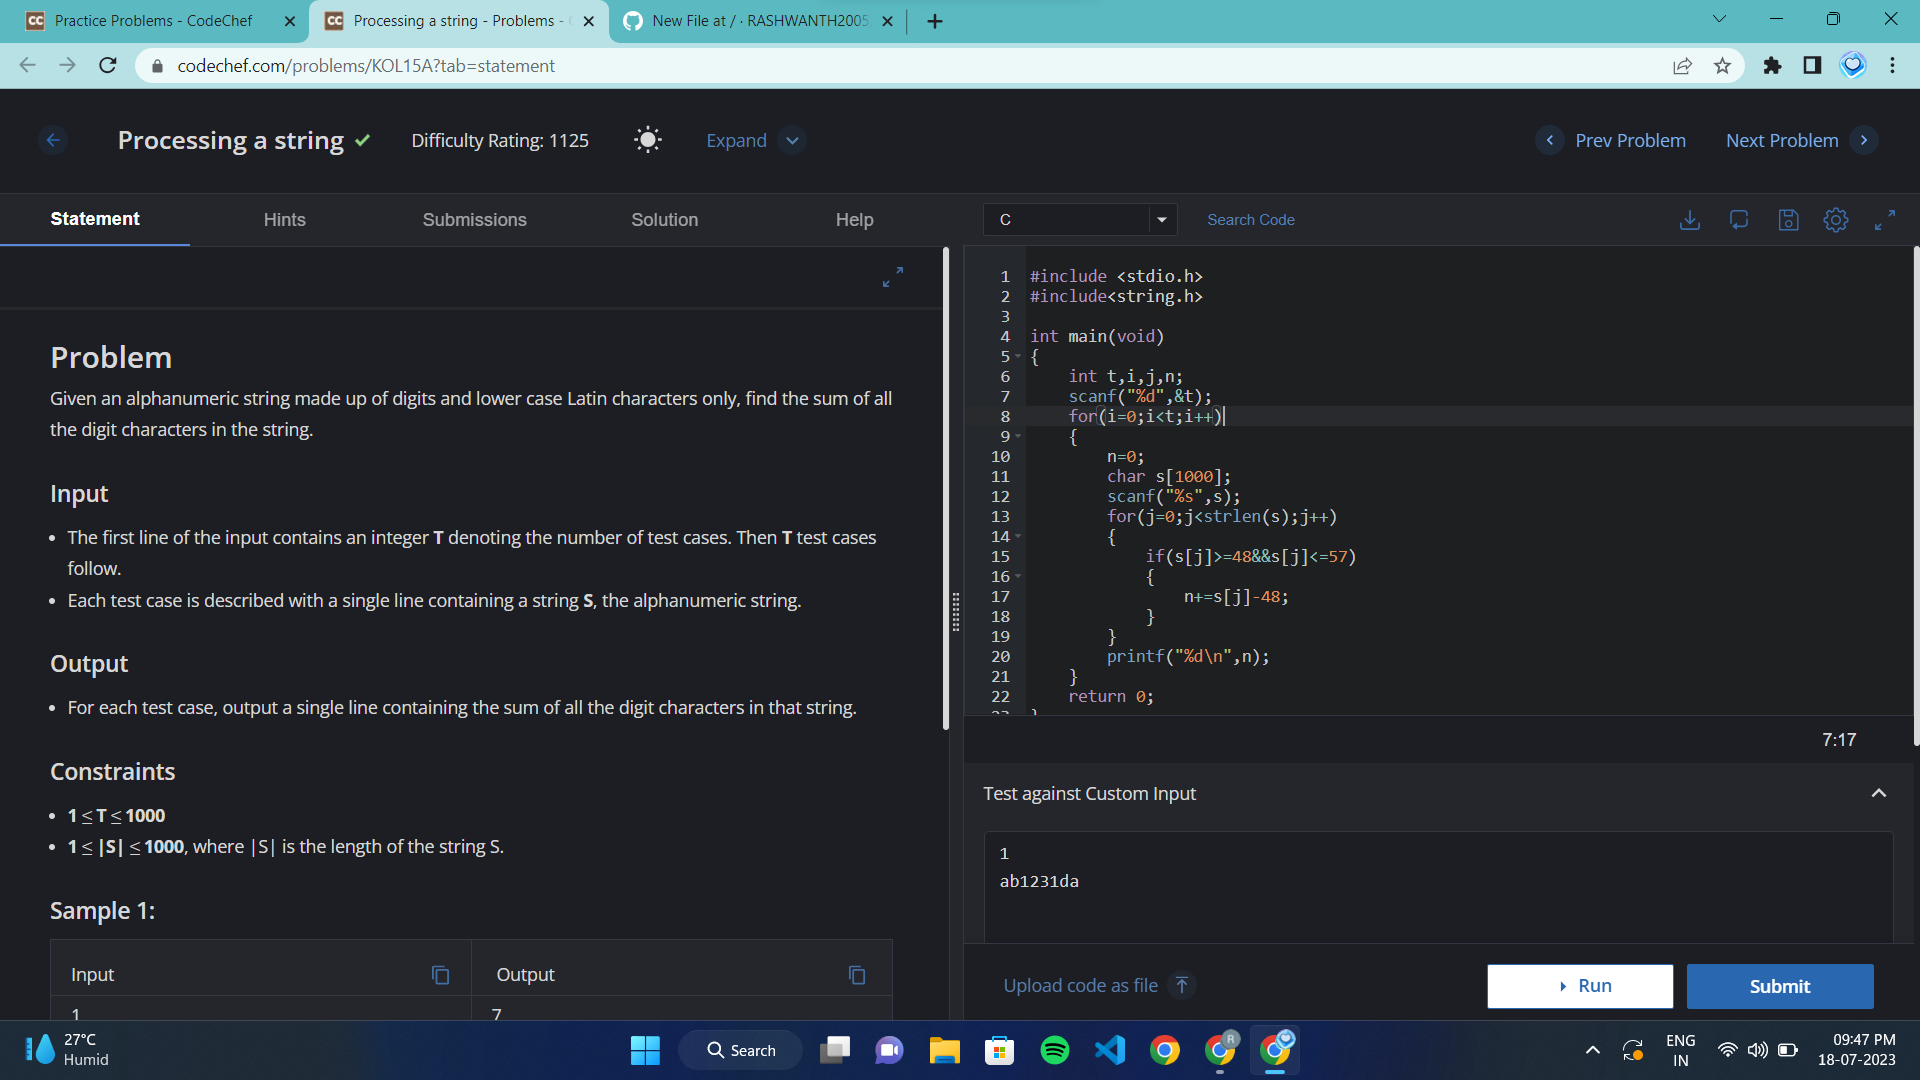 Practice Problems - CodeChef
Processing a string - Problems - C
New File at / · RASHWANTH2005
codechef.com/problems/KOL15A?tab=statement
Processing a string
Difficulty Rating: 1125
Expand
Prev Problem
Next Problem
Statement
Hints
Submissions
Solution
Help
Problem
Given an alphanumeric string made up of digits and lower case Latin characters only, find the sum of all
the digit characters in the string.
Input
• The first line of the input contains an integer T denoting the number of test cases. Then T test cases
follow.
• Each test case is described with a single line containing a string S, the alphanumeric string.
Output
• For each test case, output a single line containing the sum of all the digit characters in that string.
Constraints
• 1 ≤ T ≤ 1000
• 1 ≤ |S| ≤ 1000, where |S| is the length of the string S.
Sample 1:
Input
Output
1
7
C
Search Code
1 #include <stdio.h>
2 #include<string.h>
3
4 int main(void)
5 {
6     int t,i,j,n;
7     scanf("%d",&t);
8     for(i=0;i<t;i++)
9     {
10         n=0;
11         char s[1000];
12         scanf("%s",s);
13         for(j=0;j<strlen(s);j++)
14         {
15             if(s[j]>=48&&s[j]<=57)
16             {
17                 n+=s[j]-48;
18             }
19         }
20         printf("%d\n",n);
21     }
22     return 0;
23 }
7:17
Test against Custom Input
1
ab1231da
Upload code as file
Run
Submit
27°C
Humid
Search
R
ENG
IN
09:47 PM
18-07-2023